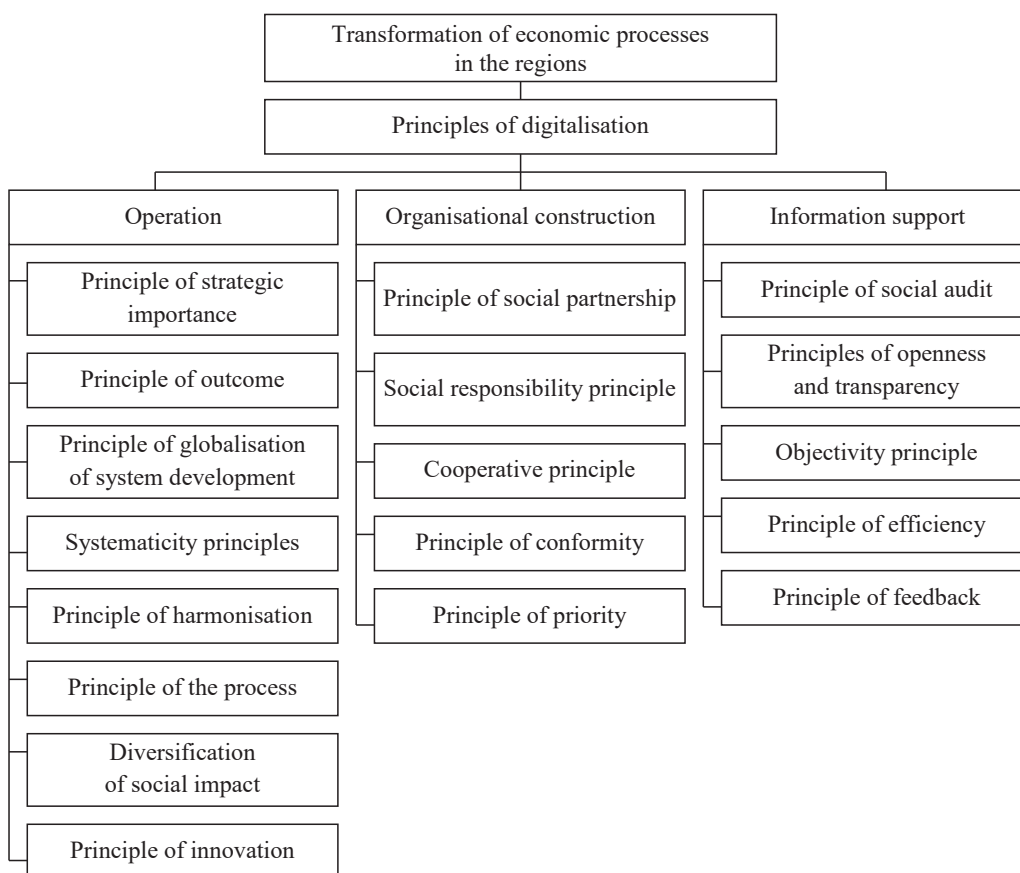 Transformation of economic processes
in the regions
Principles of digitalisation
Operation
Principle of strategic
importance
Principle of outcome
Principle of globalisation
of system development
Systematicity principles
Principle of harmonisation
Principle of the process
Diversification
of social impact
Principle of innovation
Organisational construction
Principle of social partnership
Social responsibility principle
Cooperative principle
Principle of conformity
Principle of priority
Information support
Principle of social audit
Principles of openness
and transparency
Objectivity principle
Principle of efficiency
Principle of feedback